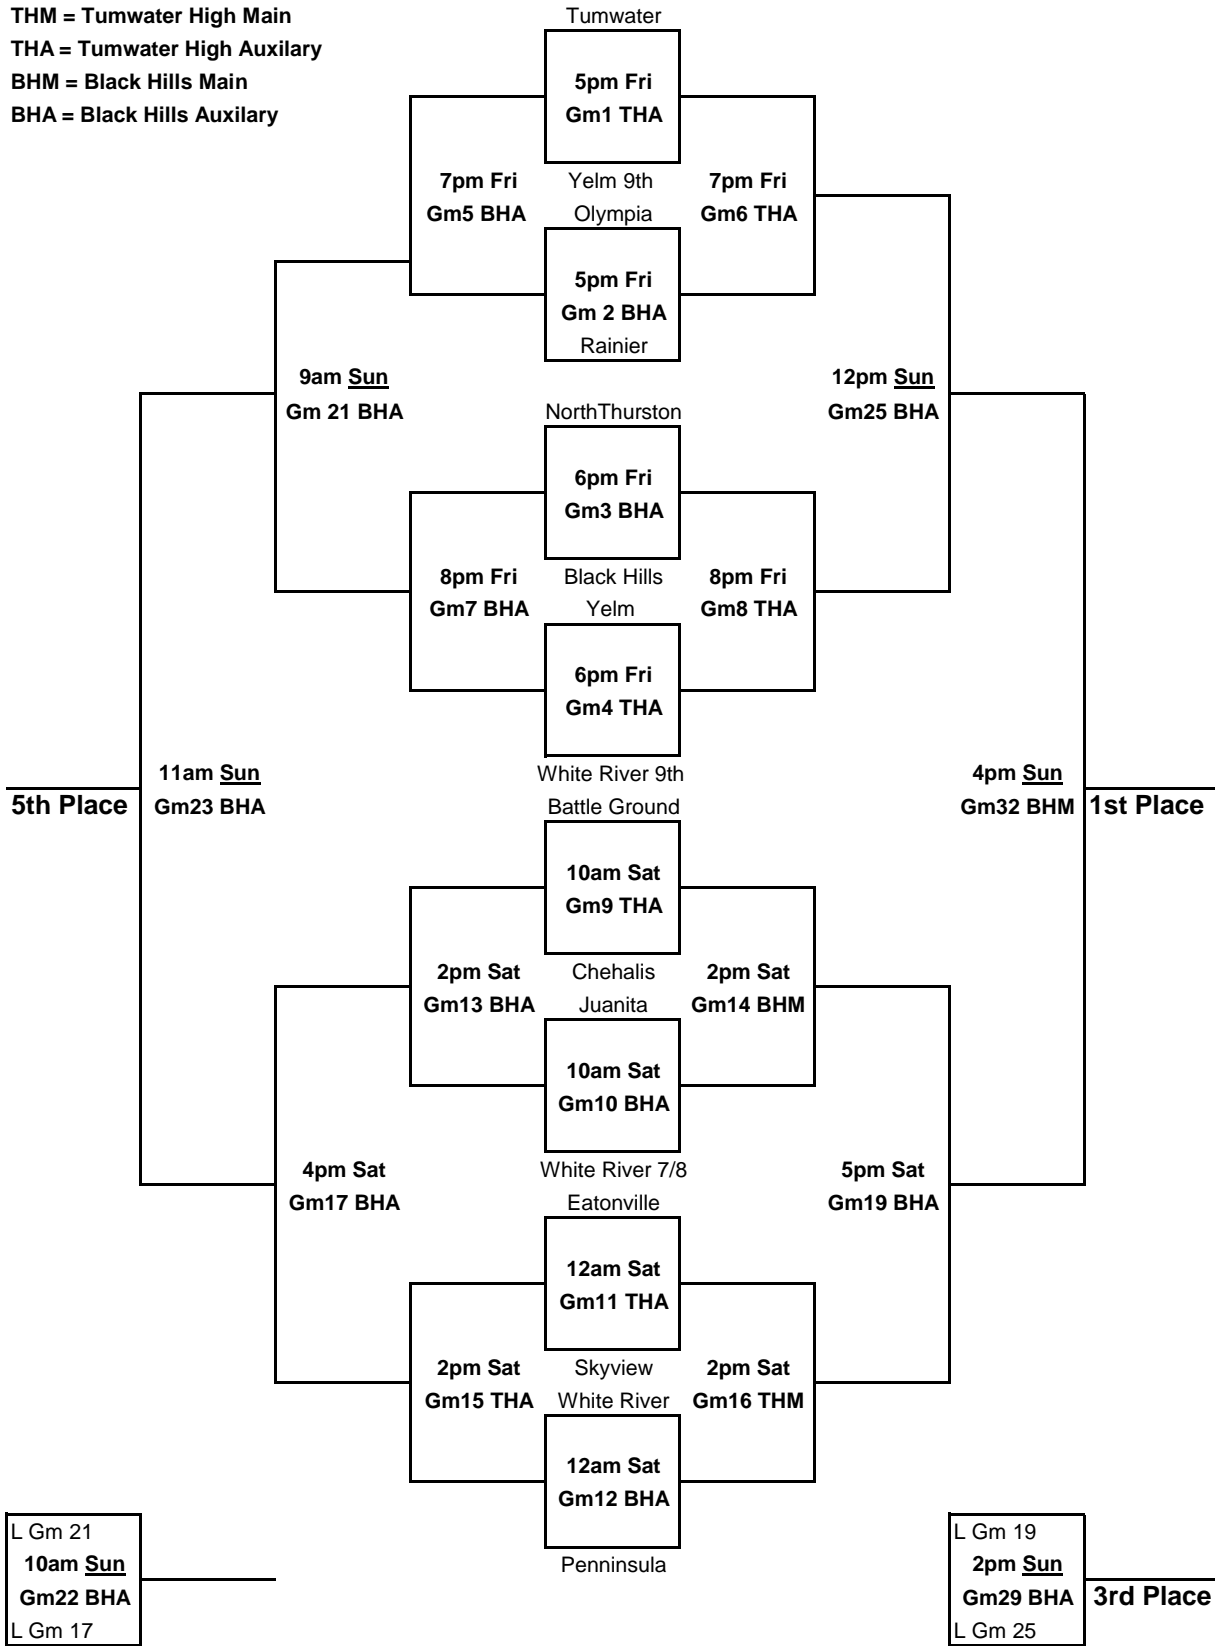 THM = Tumwater High Main
THA = Tumwater High Auxilary
BHM = Black Hills Main
BHA = Black Hills Auxilary
Tumwater
5pm Fri
Gm1 THA
7pm Fri
Gm5 BHA
Yelm 9th
Olympia
7pm Fri
Gm6 THA
5pm Fri
Gm 2 BHA
Rainier
9am Sun
Gm 21 BHA
12pm Sun
Gm25 BHA
NorthThurston
6pm Fri
Gm3 BHA
8pm Fri
Gm7 BHA
Black Hills
Yelm
8pm Fri
Gm8 THA
6pm Fri
Gm4 THA
White River 9th
Battle Ground
5th Place
11am Sun
Gm23 BHA
4pm Sun
Gm32 BHM
1st Place
10am Sat
Gm9 THA
2pm Sat
Gm13 BHA
Chehalis
Juanita
2pm Sat
Gm14 BHM
10am Sat
Gm10 BHA
White River 7/8
Eatonville
4pm Sat
Gm17 BHA
5pm Sat
Gm19 BHA
12am Sat
Gm11 THA
2pm Sat
Gm15 THA
Skyview
White River
2pm Sat
Gm16 THM
12am Sat
Gm12 BHA
Penninsula
L Gm 21
10am Sun
Gm22 BHA
L Gm 17
L Gm 19
2pm Sun
Gm29 BHA
L Gm 25
3rd Place